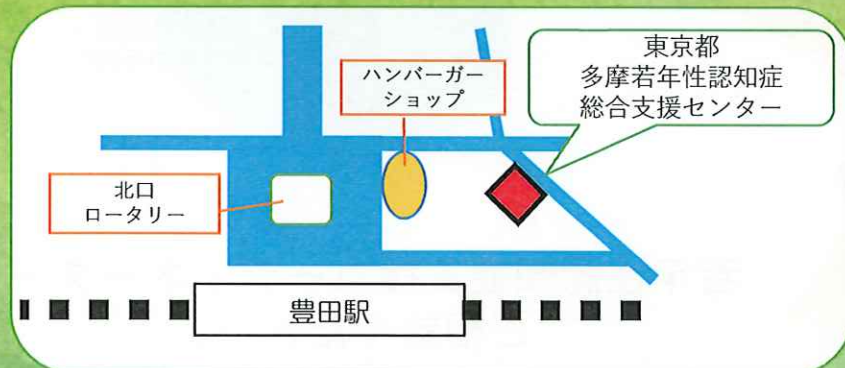 東京都
多摩若年性認知症
総合支援センター
ハンバーガー
ショップ
北口
ロータリー
豊田駅